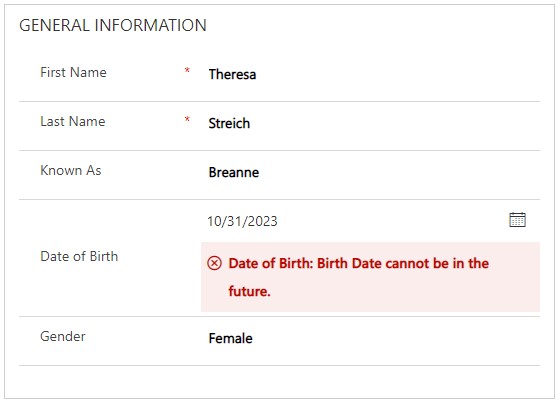 GENERAL INFORMATION
First Name * Theresa
Last Name * Streich
Known As Breanne
10/31/2023
Date of Birth
Date of Birth: Birth Date cannot be in the
future.
Gender Female